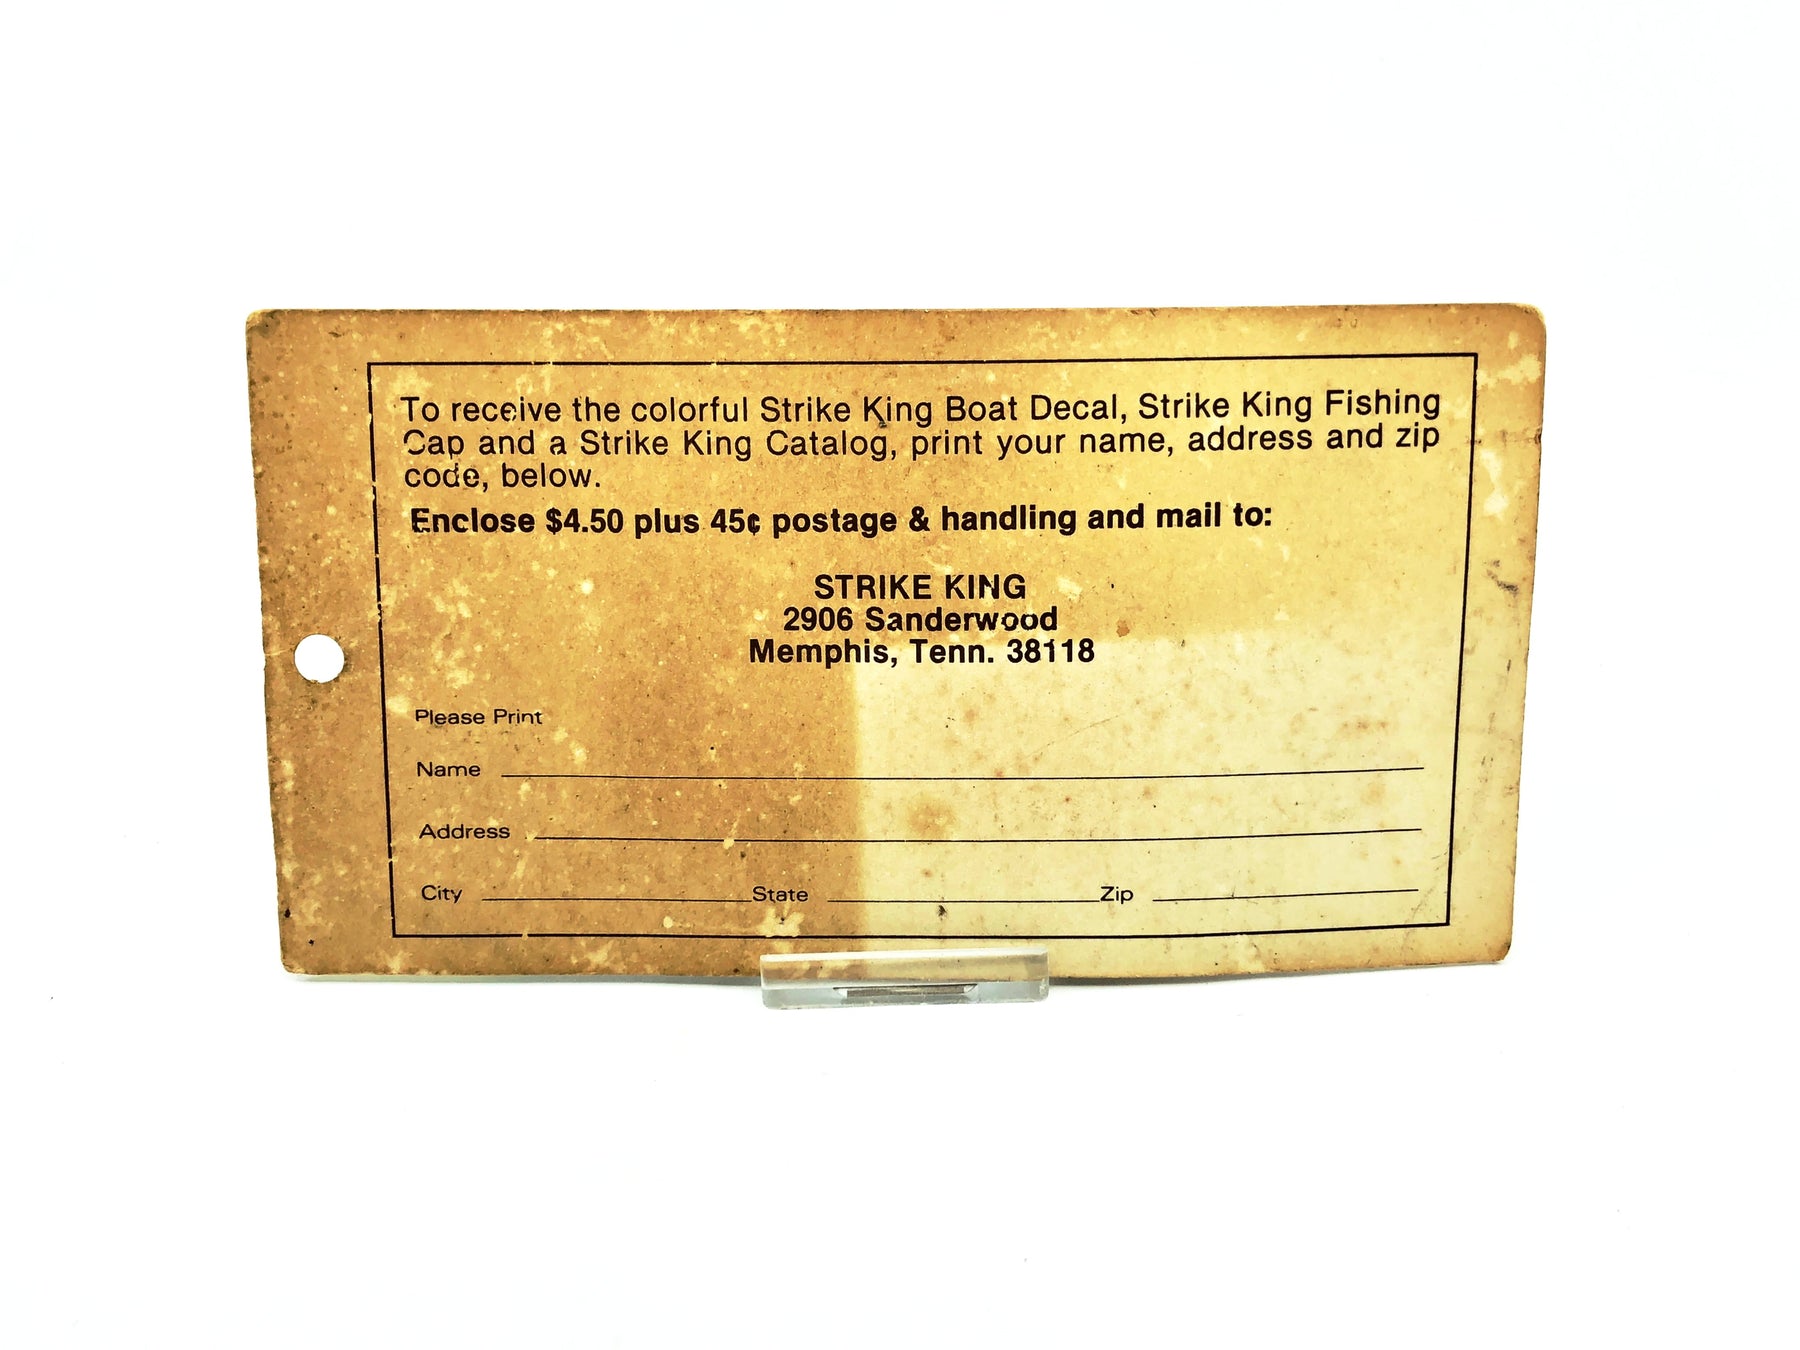 To receive the colorful Strike King Boat Decal, Strike King Fishing
Cap and a Strike King Catalog, print your name, address and zip
code, below.
Enclose $4.50 plus 45¢ postage & handling and mail to:
STRIKE KING
2906 Sanderwood
Memphis, Tenn. 38118
Please Print
Name
Address
City State Zip